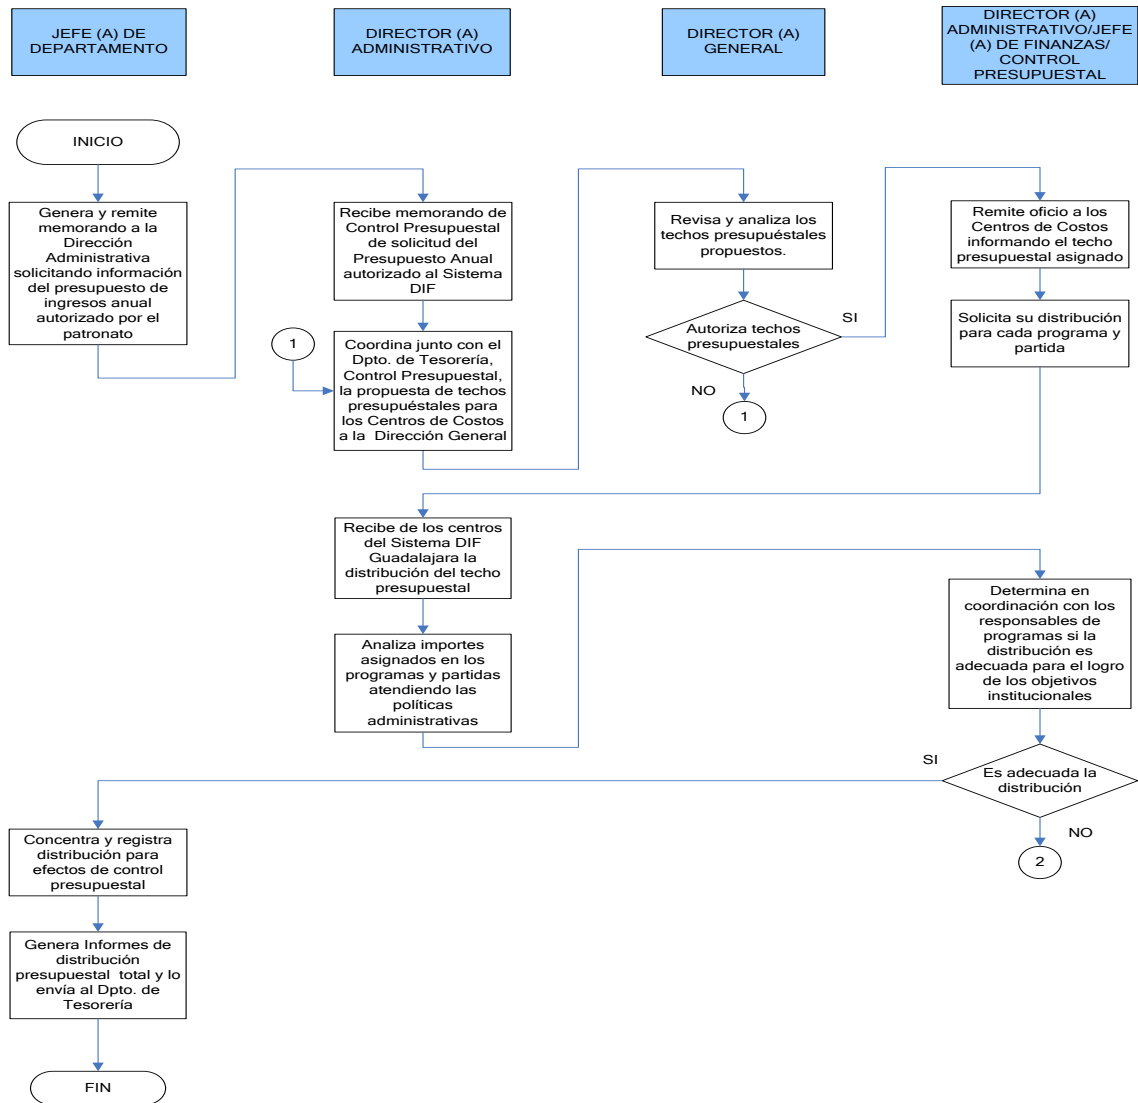 JEFE (A) DE
DEPARTAMENTO
DIRECTOR (A)
ADMINISTRATIVO
DIRECTOR (A)
GENERAL
DIRECTOR (A)
ADMINISTRATIVO/JEFE
(A) DE FINANZAS/
CONTROL
PRESUPUESTAL
INICIO
Genera y remite
memorando a la
Dirección
Administrativa
solicitando información
del presupuesto de
ingresos anual
autorizado por el
patronato
Recibe memorando de
Control Presupuestal
de solicitud del
Presupuesto Anual
autorizado al Sistema
DIF
1
Coordina junto con el
Dpto. de Tesorería,
Control Presupuestal,
la propuesta de techos
presupuéstales para
los Centros de Costos
a la Dirección General
Revisa y analiza los
techos presupuéstales
propuestos.
Autoriza techos
presupuestales
SI
NO
1
Remite oficio a los
Centros de Costos
informando el techo
presupuestal asignado
Solicita su distribución
para cada programa y
partida
Recibe de los centros
del Sistema DIF
Guadalajara la
distribución del techo
presupuestal
Analiza importes
asignados en los
programas y partidas
atendiendo las
políticas
administrativas
Determina en
coordinación con los
responsables de
programas si la
distribución es
adecuada para el logro
de los objetivos
institucionales
SI
Es adecuada la
distribución
NO
2
Concentra y registra
distribución para
efectos de control
presupuestal
Genera Informes de
distribución
presupuestal total y lo
envía al Dpto. de
Tesorería
FIN